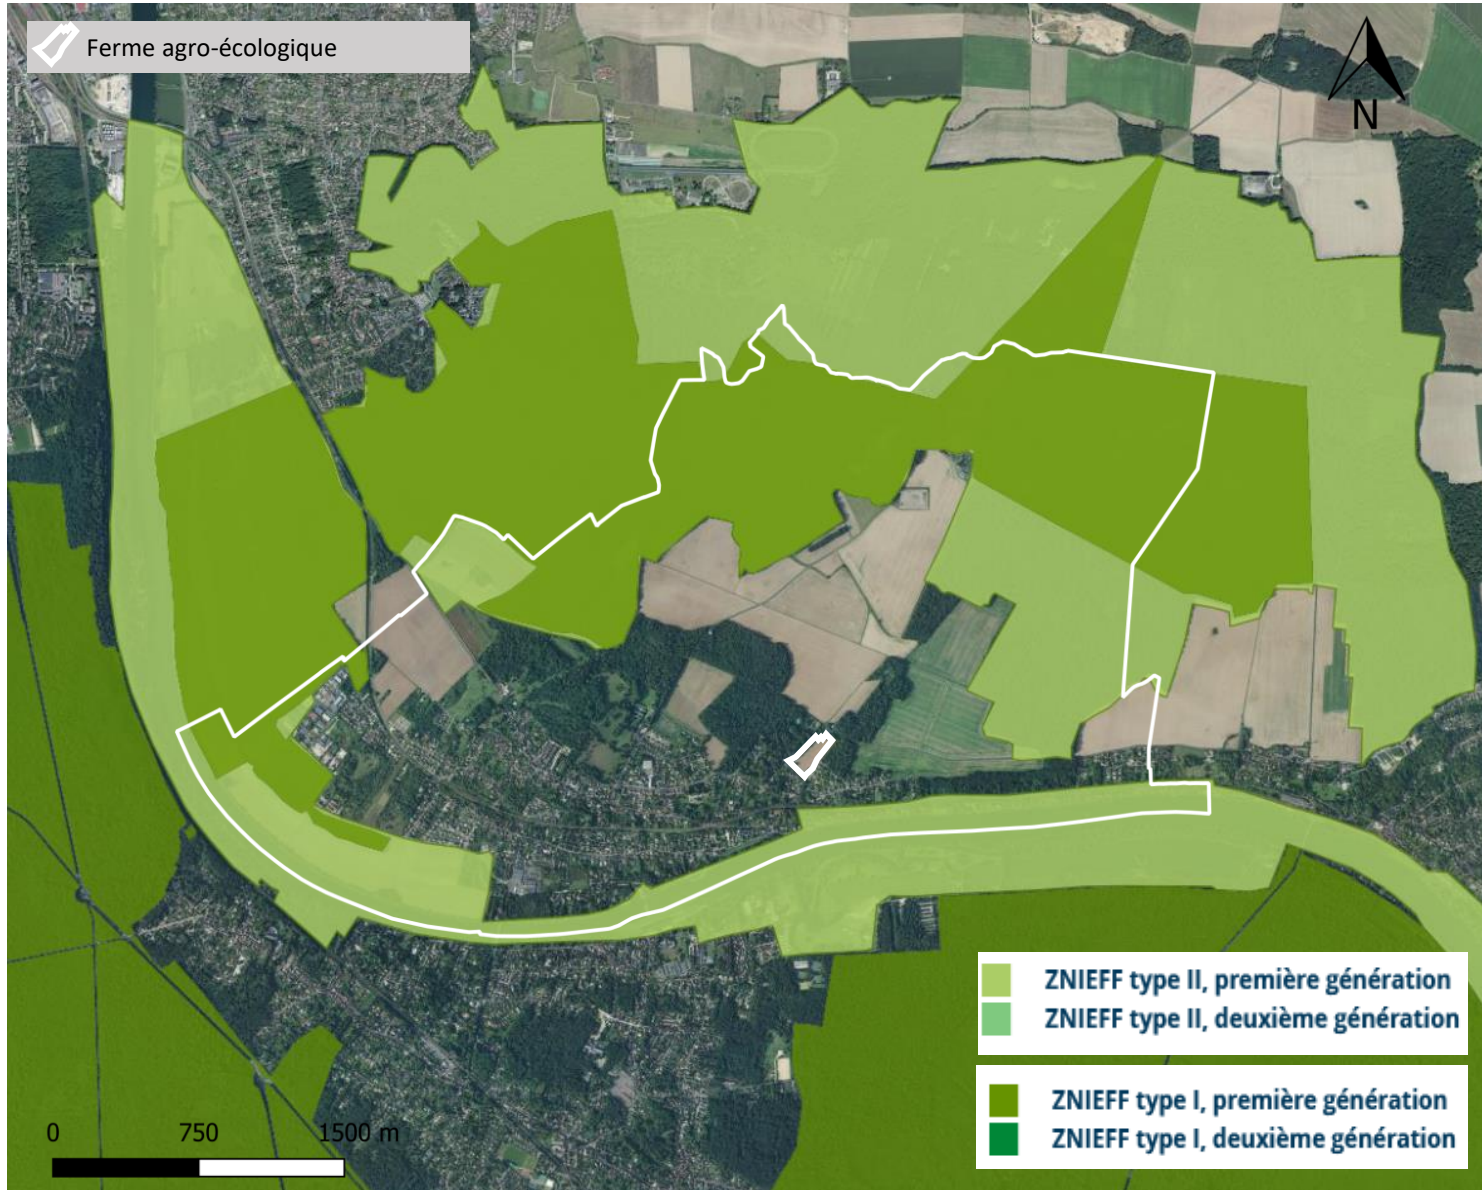 Ferme agro-écologique
N
ZNIEFF type II, première génération
ZNIEFF type II, deuxième génération
ZNIEFF type I, première génération
ZNIEFF type I, deuxième génération
0 750 1500 m